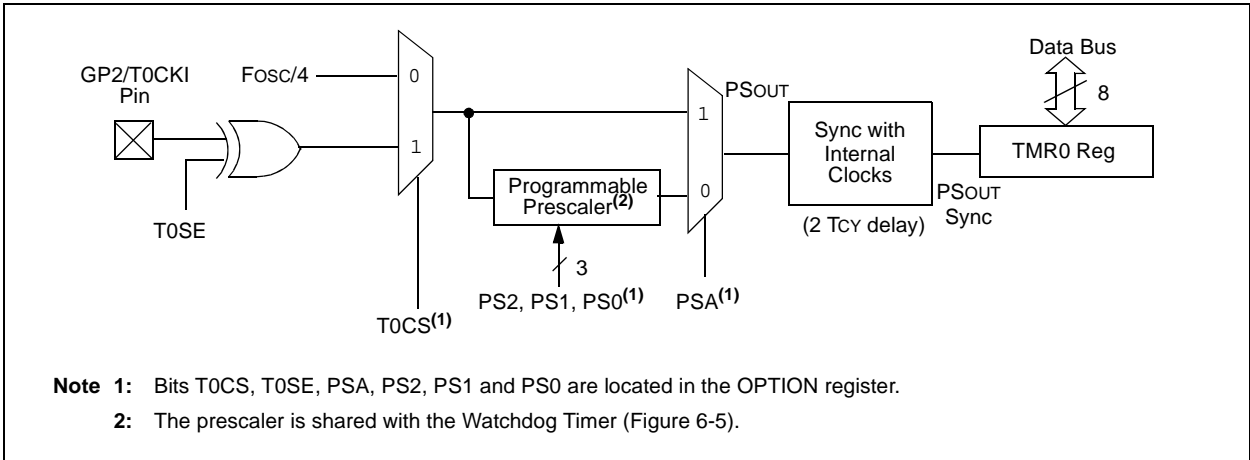 Data Bus
8
GP2/T0CKI
Pin
FOSC/4
0
1
T0SE
T0CS(1)
Programmable
Prescaler(2)
3
PS2, PS1, PS0(1)
1
0
PSA(1)
PSOUT
Sync with
Internal
Clocks
(2 TCY delay)
PSOUT
Sync
TMR0 Reg
Note 1: Bits T0CS, T0SE, PSA, PS2, PS1 and PS0 are located in the OPTION register.
2: The prescaler is shared with the Watchdog Timer (Figure 6-5).